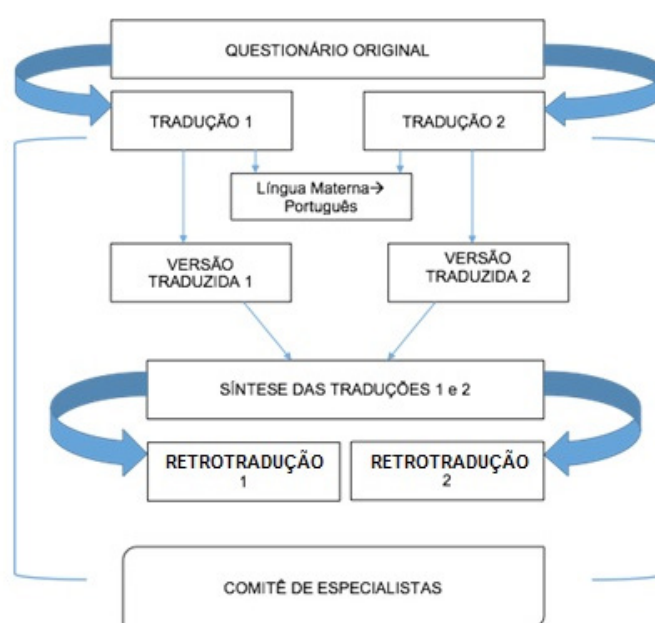 QUESTIONÁRIO ORIGINAL
TRADUÇÃO 1
TRADUÇÃO 2
Língua Materna→
Português
VERSÃO
TRADUZIDA 1
VERSÃO
TRADUZIDA 2
SÍNTESE DAS TRADUÇÕES 1 e 2
RETROTRADUÇÃO
1
RETROTRADUÇÃO
2
COMITÊ DE ESPECIALISTAS